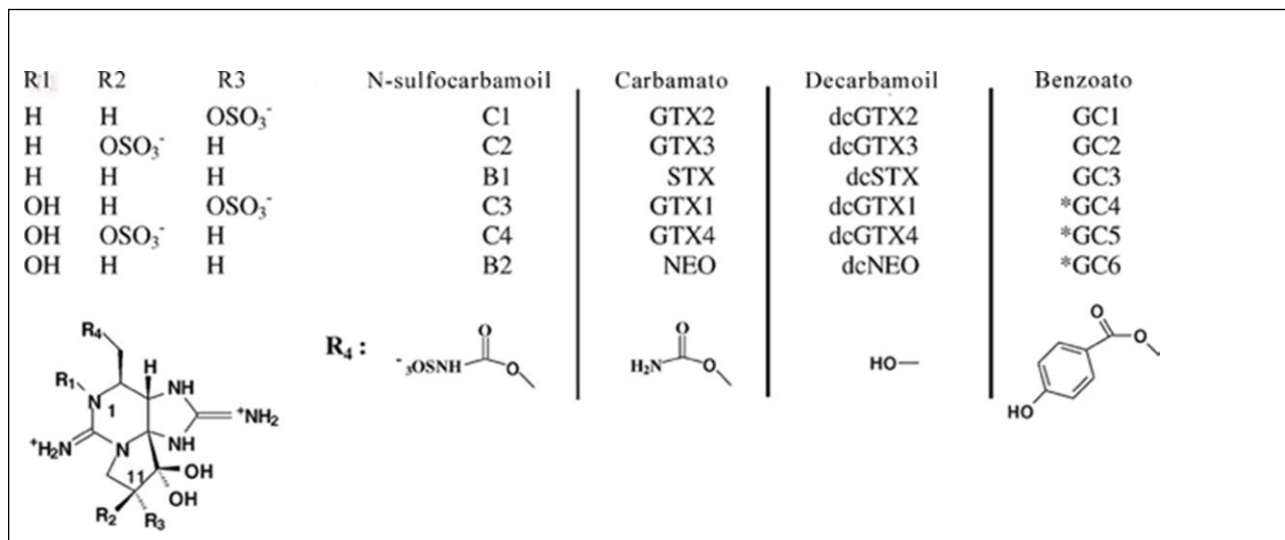 R1 R2 R3 N-sulfocarbamoil Carbamato Decarbamoil Benzoato
H H OSO₃⁻ C1 GTX2 dcGTX2 GC1
H OSO₃⁻ H C2 GTX3 dcGTX3 GC2
H H H B1 STX dcSTX GC3
OH H OSO₃⁻ C3 GTX1 dcGTX1 *GC4
OH OSO₃⁻ H C4 GTX4 dcGTX4 *GC5
OH H H B2 NEO dcNEO *GC6
R₄ :
⁻₃OSNH O O
H₂N O O
HO
O O HO
R₄
H
R₁ NH
N 1
⁺NH₂
⁺H₂N N NH
11 OH
OH
R₂ R₃